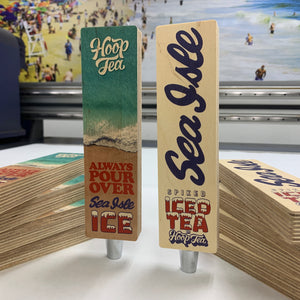 Hoop
Tea
ALWAYS
POUR
OVER
Sea Isle
ICE
Sea Isle
SPIKED
ICED
TEA
Hoop Tea